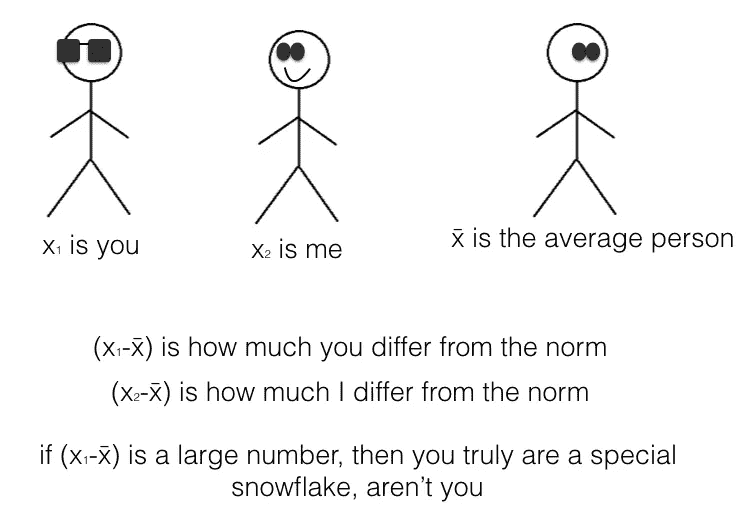 x₁ is you
x₂ is me
x̄ is the average person
(x₁-x̄) is how much you differ from the norm
(x₂-x̄) is how much I differ from the norm
if (x₁-x̄) is a large number, then you truly are a special
snowflake, aren’t you